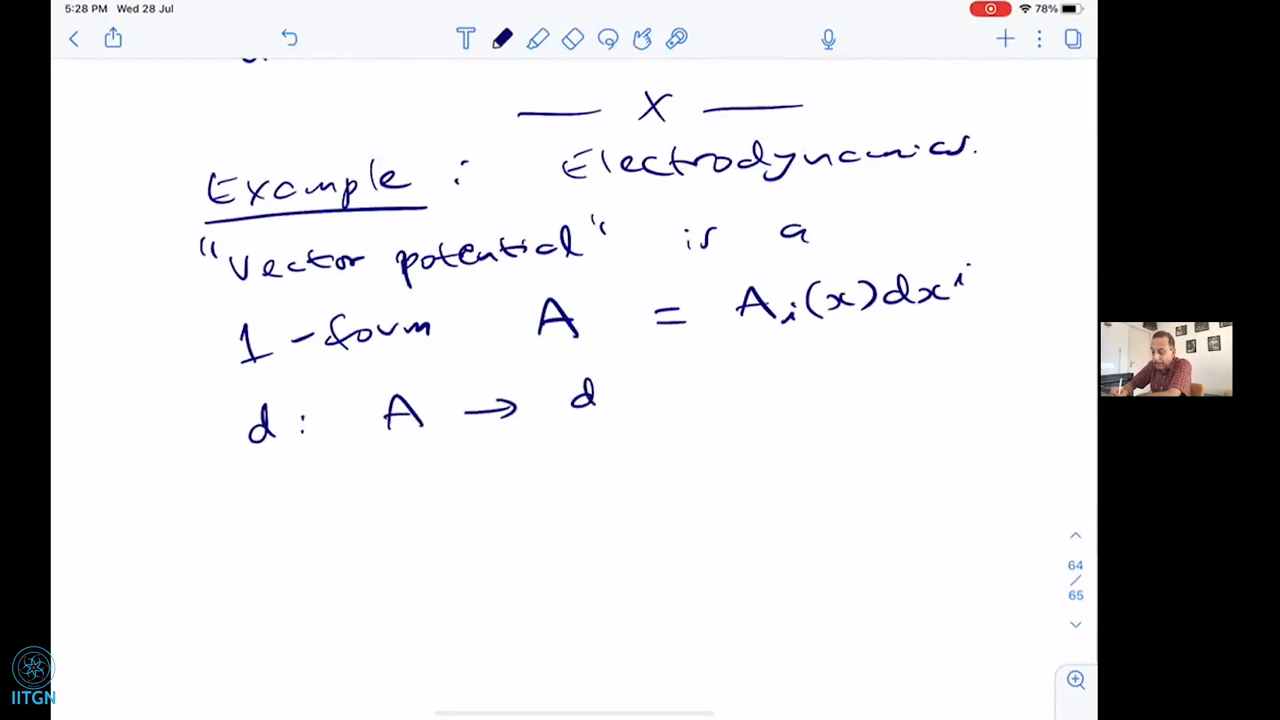 5:28 PM Wed 28 Jul
78%
— X —
Example : Electrodynamics.
"Vector potential" is a
1-form A = A_i(x)dx^i
d: A → d
64
/
65
IITGN